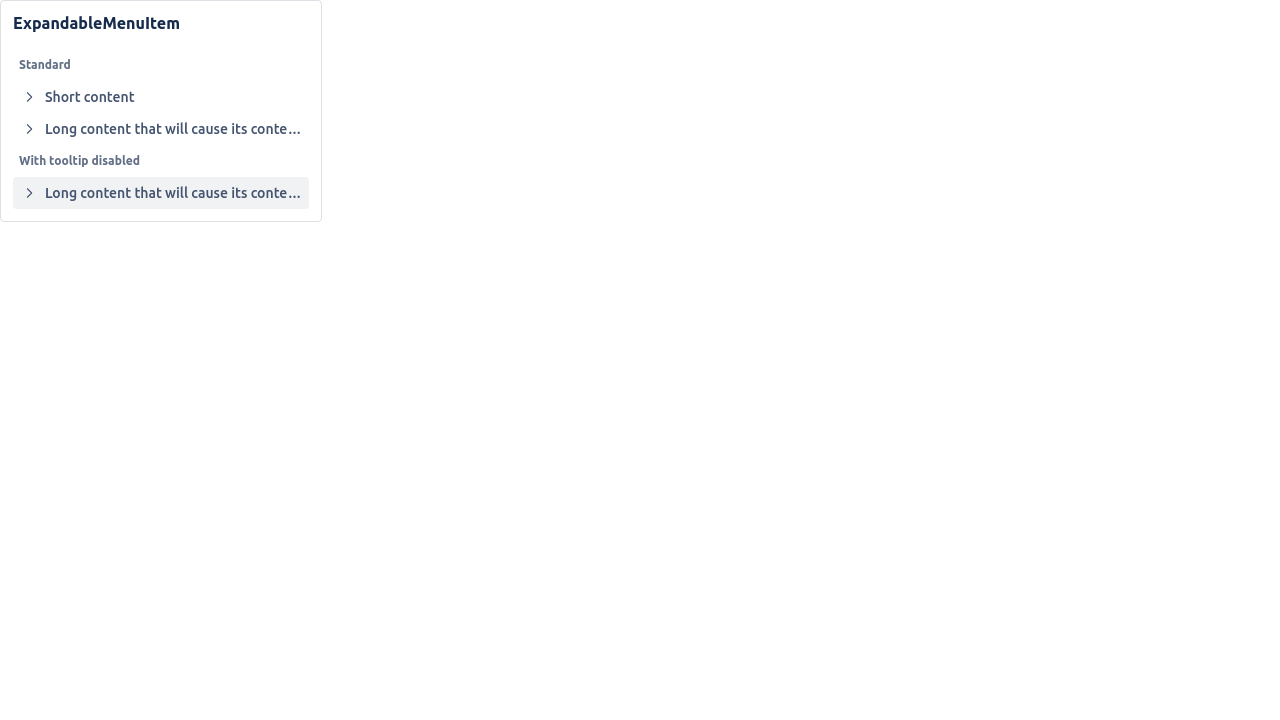 ExpandableMenuItem
Standard
Short content
Long content that will cause its conte...
With tooltip disabled
Long content that will cause its conte...